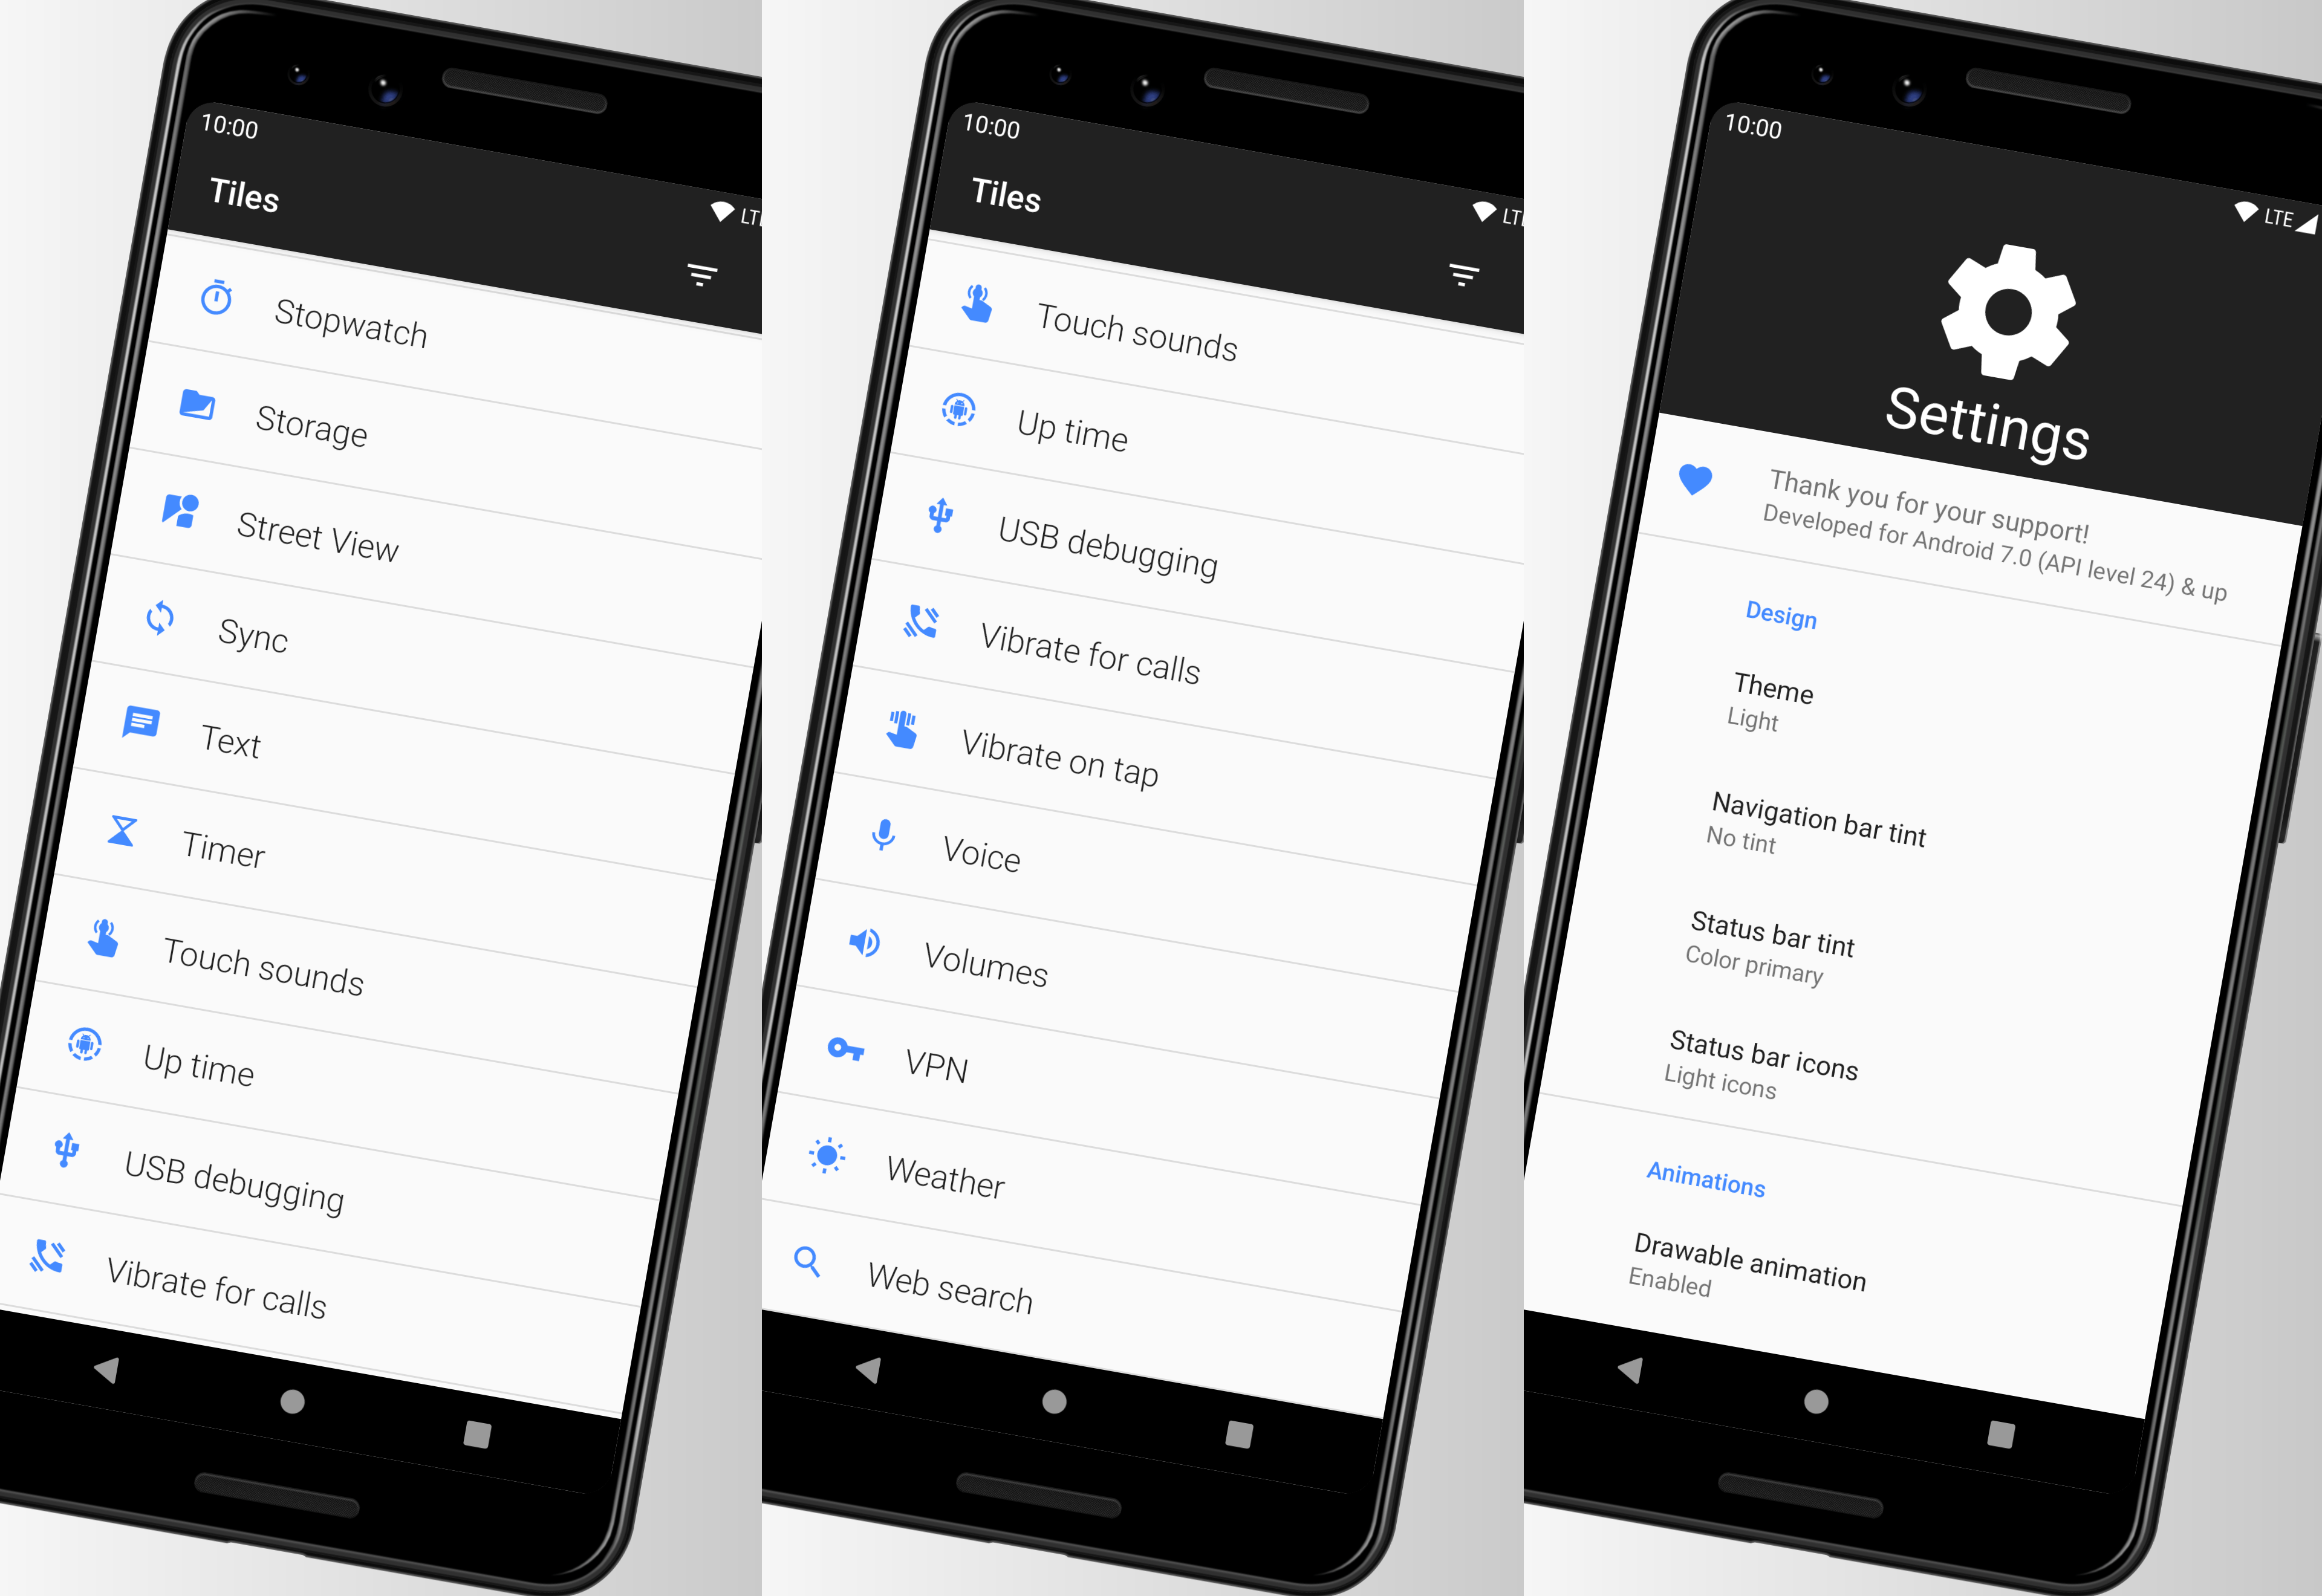 10:00
LTE
Tiles
Stopwatch
Storage
Street View
Sync
Text
Timer
Touch sounds
Up time
USB debugging
Vibrate for calls
10:00
LTE
Tiles
Touch sounds
Up time
USB debugging
Vibrate for calls
Vibrate on tap
Voice
Volumes
VPN
Weather
Web search
10:00
LTE
Settings
Thank you for your support!
Developed for Android 7.0 (API level 24) & up
Design
Theme
Light
Navigation bar tint
No tint
Status bar tint
Color primary
Status bar icons
Light icons
Animations
Drawable animation
Enabled